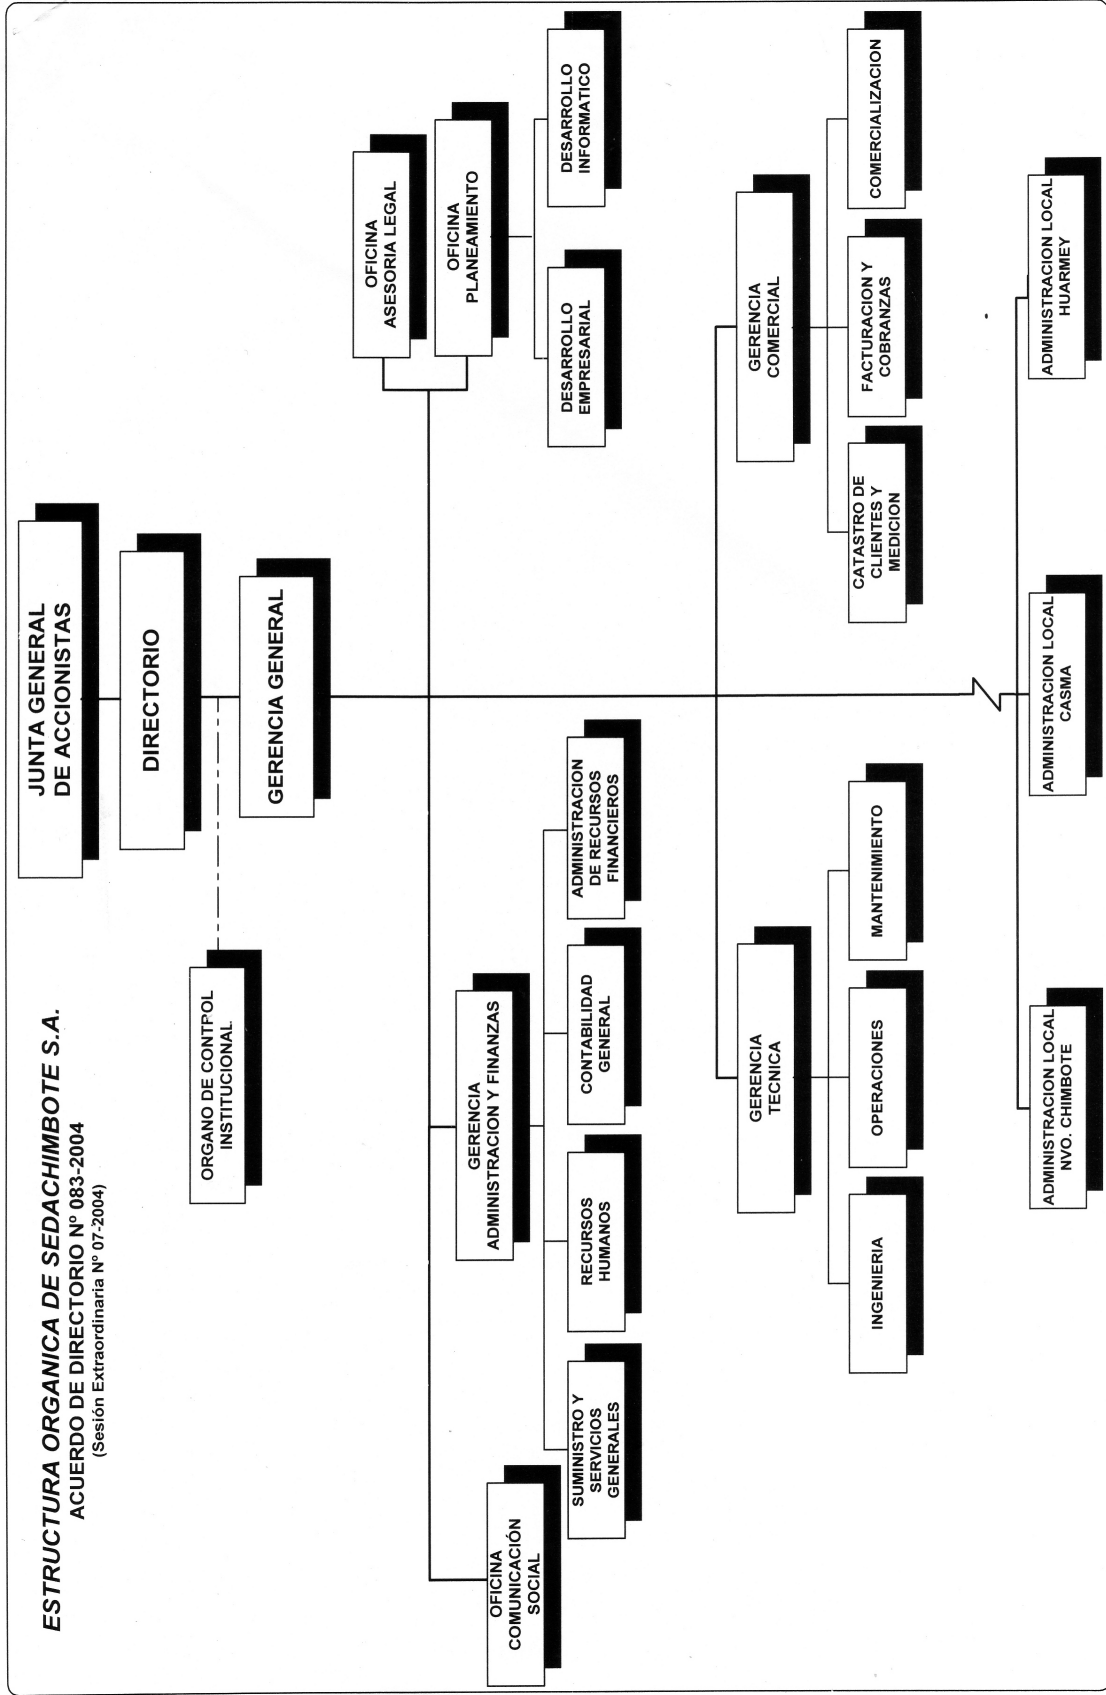 ESTRUCTURA ORGANICA DE SEDACHIMBOTE S.A.
ACUERDO DE DIRECTORIO Nº 083-2004
(Sesión Extraordinaria Nº 07-2004)
JUNTA GENERAL
DE ACCIONISTAS
DIRECTORIO
ORGANO DE CONTROL
INSTITUCIONAL
GERENCIA GENERAL
OFICINA
ASESORIA LEGAL
OFICINA
PLANEAMIENTO
DESARROLLO
EMPRESARIAL
DESARROLLO
INFORMATICO
OFICINA
COMUNICACIÓN
SOCIAL
GERENCIA
ADMINISTRACION Y FINANZAS
SUMINISTRO Y
SERVICIOS
GENERALES
RECURSOS
HUMANOS
CONTABILIDAD
GENERAL
ADMINISTRACION
DE RECURSOS
FINANCIEROS
GERENCIA
TECNICA
INGENIERIA
OPERACIONES
MANTENIMIENTO
GERENCIA
COMERCIAL
CATASTRO DE
CLIENTES Y
MEDICION
FACTURACION Y
COBRANZAS
COMERCIALIZACION
ADMINISTRACION LOCAL
NVO. CHIMBOTE
ADMINISTRACION LOCAL
CASMA
ADMINISTRACION LOCAL
HUARMEY